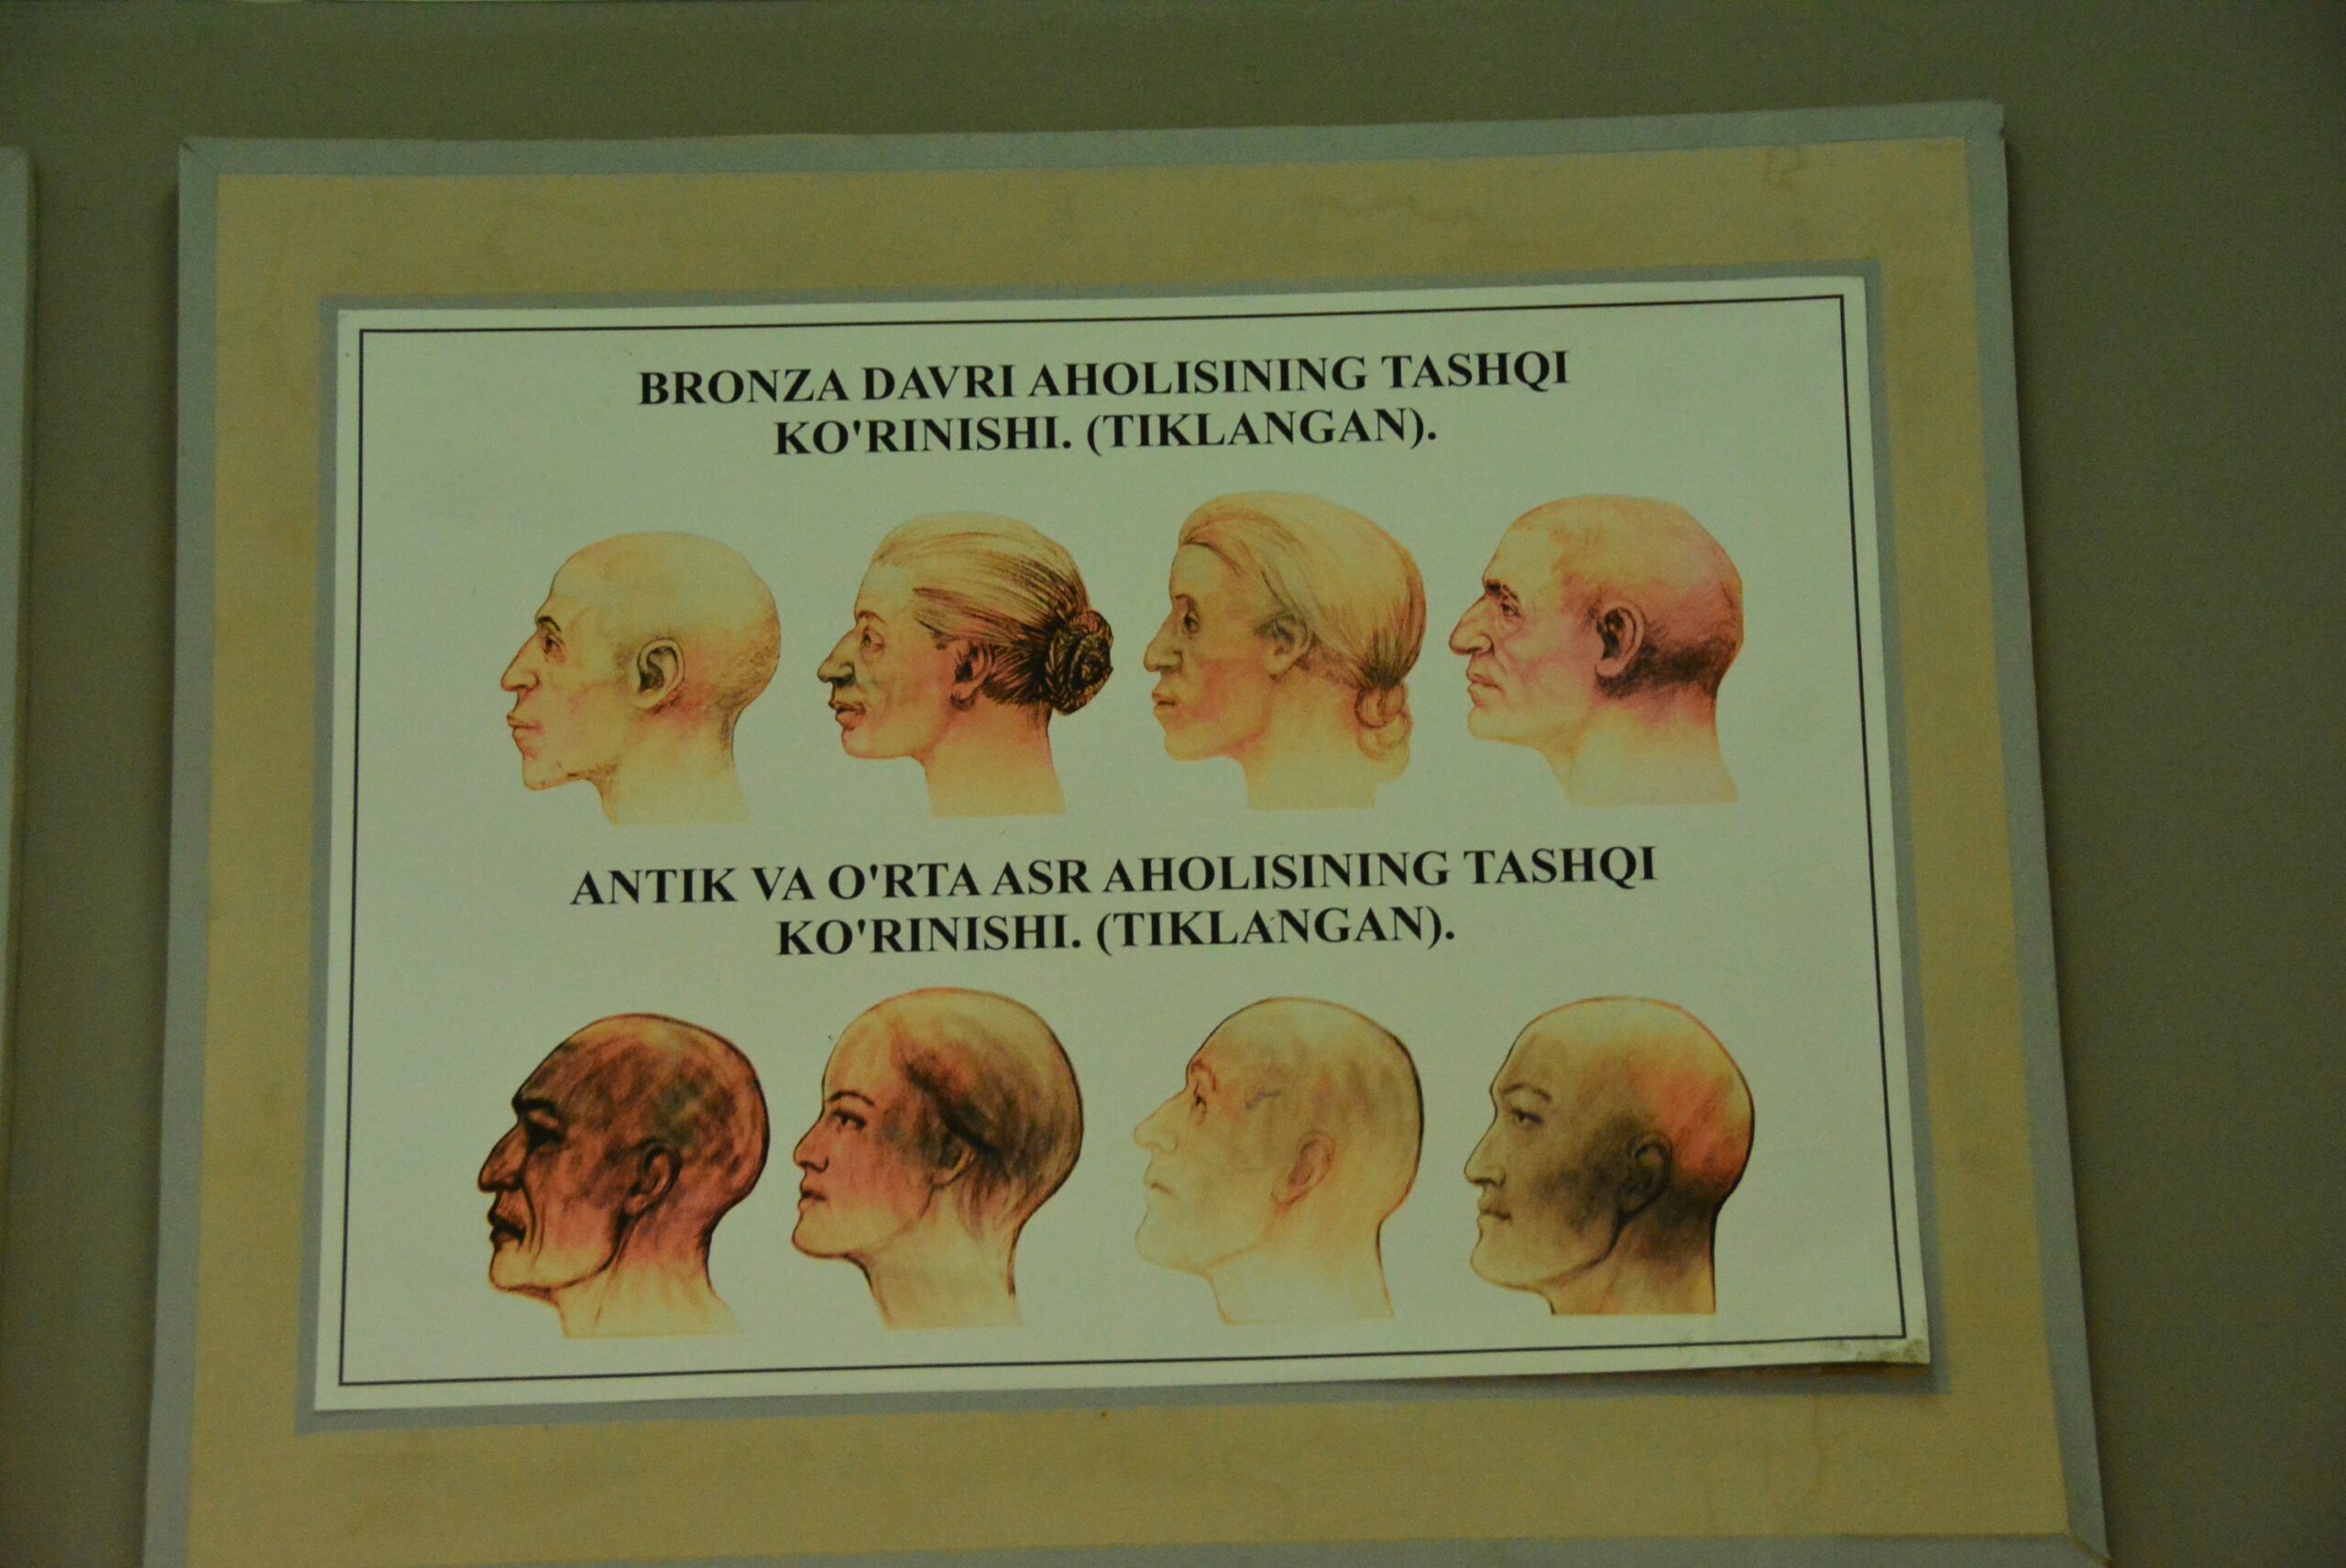 BRONZA DAVRI AHOLISINING TASHQI
KO'RINISHI. (TIKLANGAN).
ANTIK VA O'RTA ASR AHOLISINING TASHQI
KO'RINISHI. (TIKLANGAN).